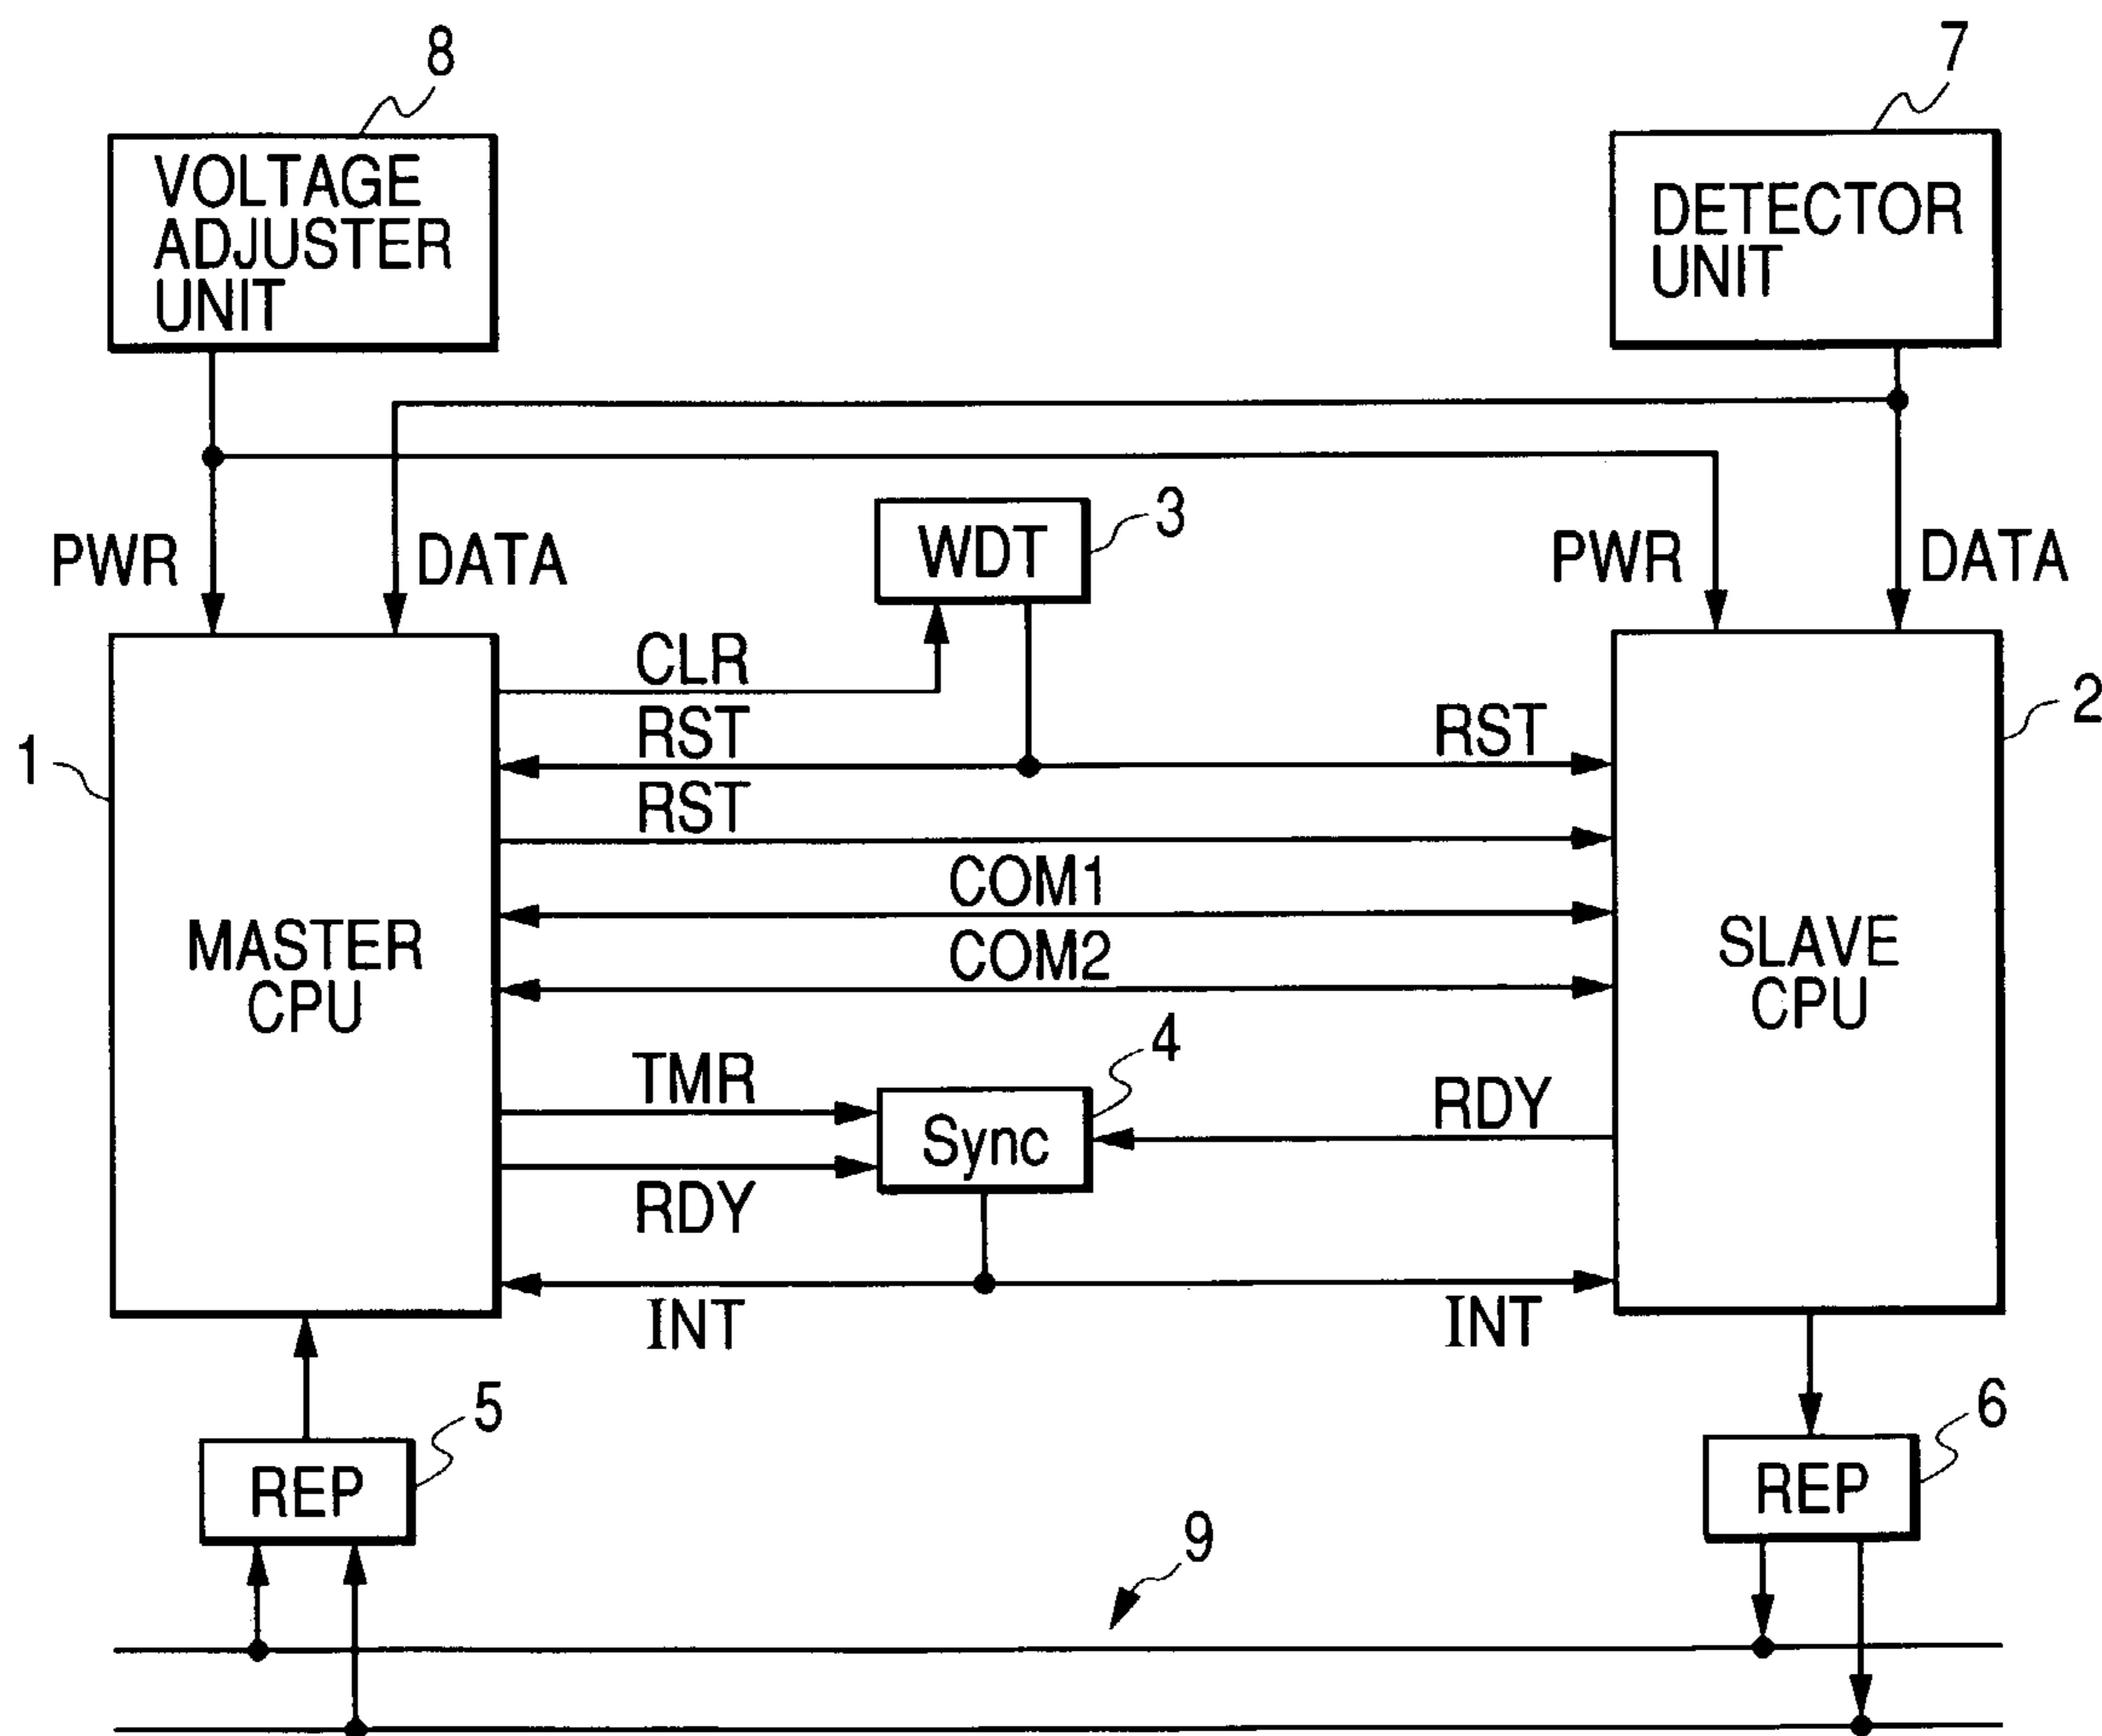 8
7
VOLTAGE
ADJUSTER
UNIT
DETECTOR
UNIT
PWR
DATA
WDT
3
PWR
DATA
CLR
2
1
RST
RST
RST
COM1
MASTER
CPU
COM2
SLAVE
CPU
TMR
4
RDY
Sync
RDY
INT
INT
5
6
REP
REP
9